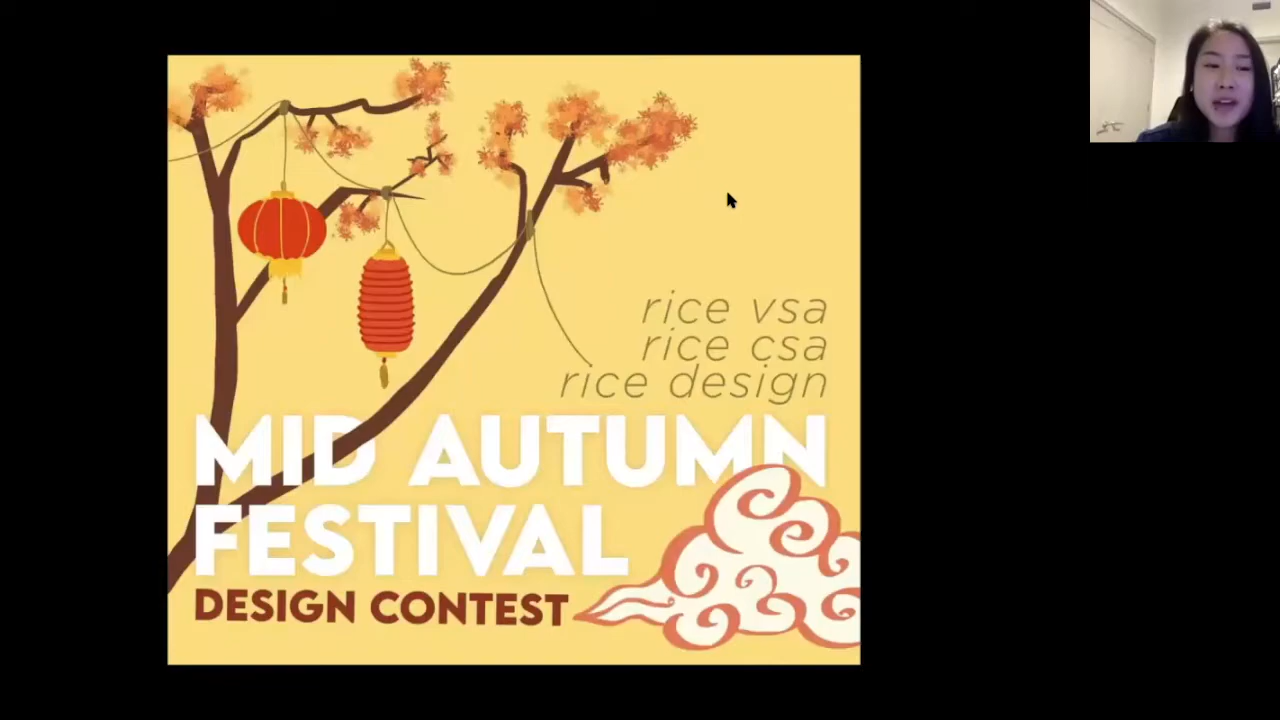 rice vsa
rice csa
rice design
MID AUTUMN
FESTIVAL
DESIGN CONTEST